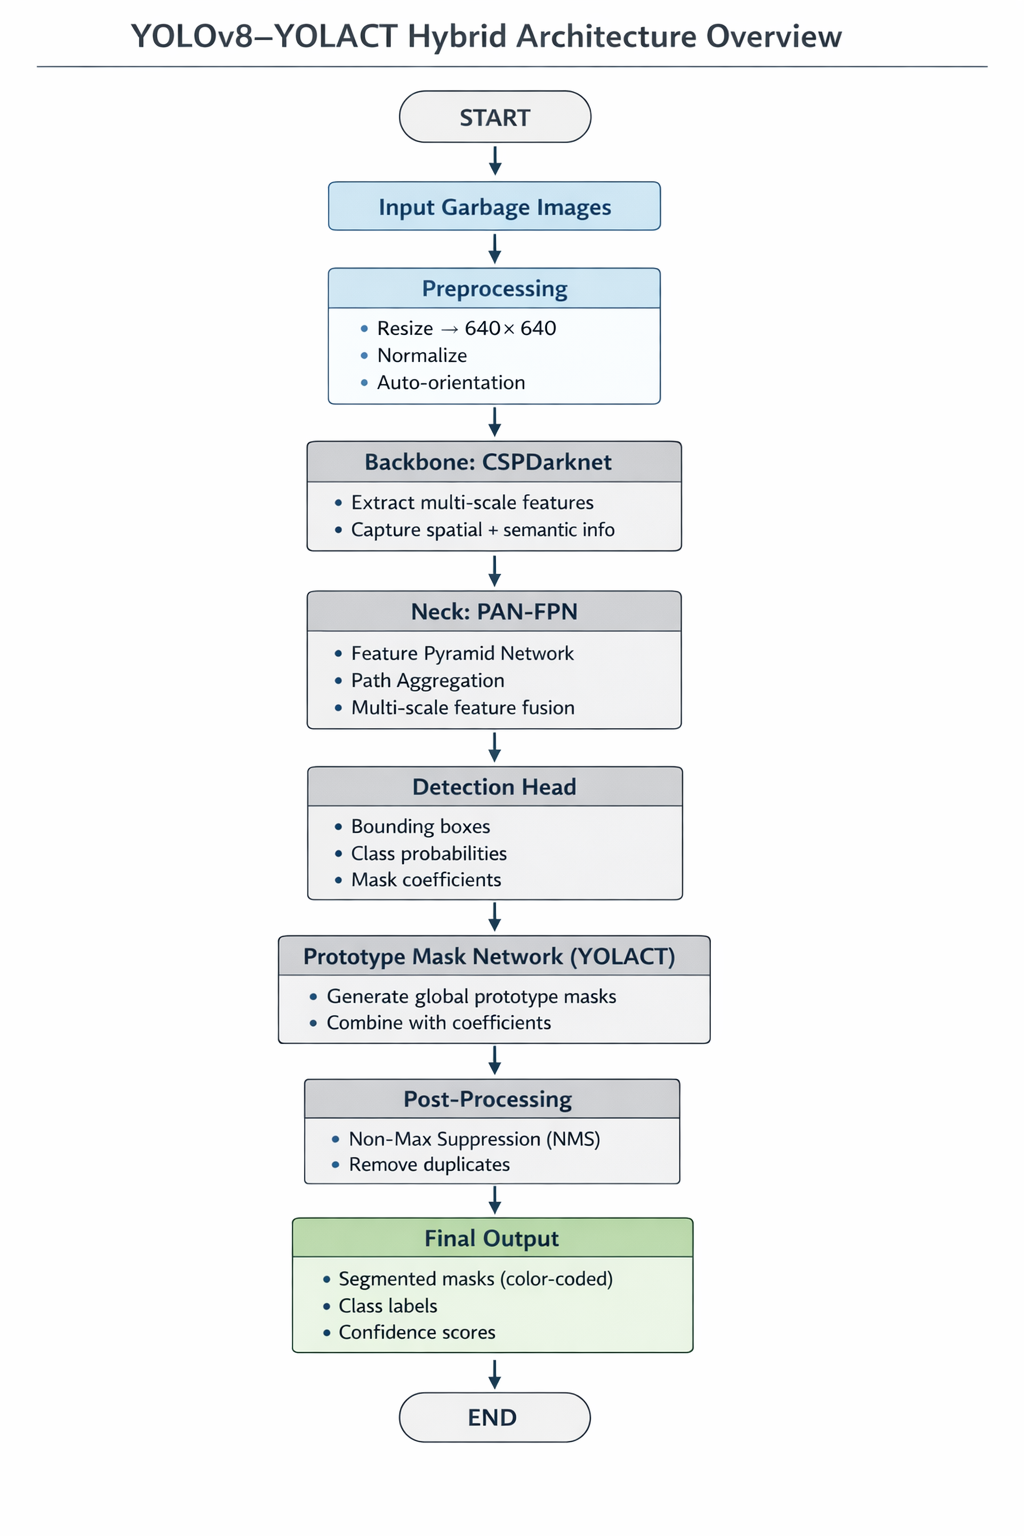 YOLOv8–YOLACT Hybrid Architecture Overview
START
Input Garbage Images
Preprocessing
• Resize → 640 × 640
• Normalize
• Auto-orientation
Backbone: CSPDarknet
• Extract multi-scale features
• Capture spatial + semantic info
Neck: PAN-FPN
• Feature Pyramid Network
• Path Aggregation
• Multi-scale feature fusion
Detection Head
• Bounding boxes
• Class probabilities
• Mask coefficients
Prototype Mask Network (YOLACT)
• Generate global prototype masks
• Combine with coefficients
Post-Processing
• Non-Max Suppression (NMS)
• Remove duplicates
Final Output
• Segmented masks (color-coded)
• Class labels
• Confidence scores
END